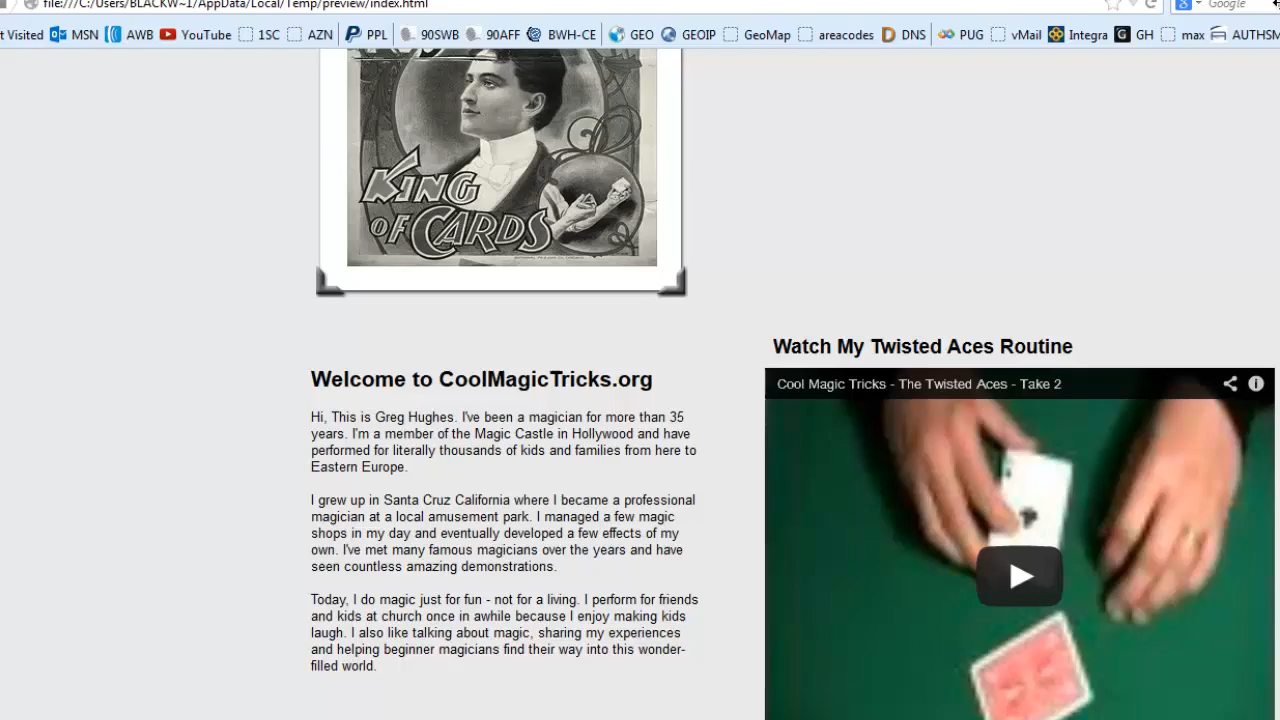 file:///C:/Users/BLACKW~1/AppData/Local/Temp/preview/index.html
Google
t Visited MSN AWB YouTube 1SC AZN PPL 90SWB 90AFF BWH-CE GEO GEOIP GeoMap areacodes DNS PUG vMail Integra GH max AUTHSM
KING
OF CARDS
Watch My Twisted Aces Routine
Cool Magic Tricks - The Twisted Aces - Take 2
Welcome to CoolMagicTricks.org
Hi, This is Greg Hughes. I've been a magician for more than 35
years. I'm a member of the Magic Castle in Hollywood and have
performed for literally thousands of kids and families from here to
Eastern Europe.
I grew up in Santa Cruz California where I became a professional
magician at a local amusement park. I managed a few magic
shops in my day and eventually developed a few effects of my
own. I've met many famous magicians over the years and have
seen countless amazing demonstrations.
Today, I do magic just for fun - not for a living. I perform for friends
and kids at church once in awhile because I enjoy making kids
laugh. I also like talking about magic, sharing my experiences
and helping beginner magicians find their way into this wonder-
filled world.